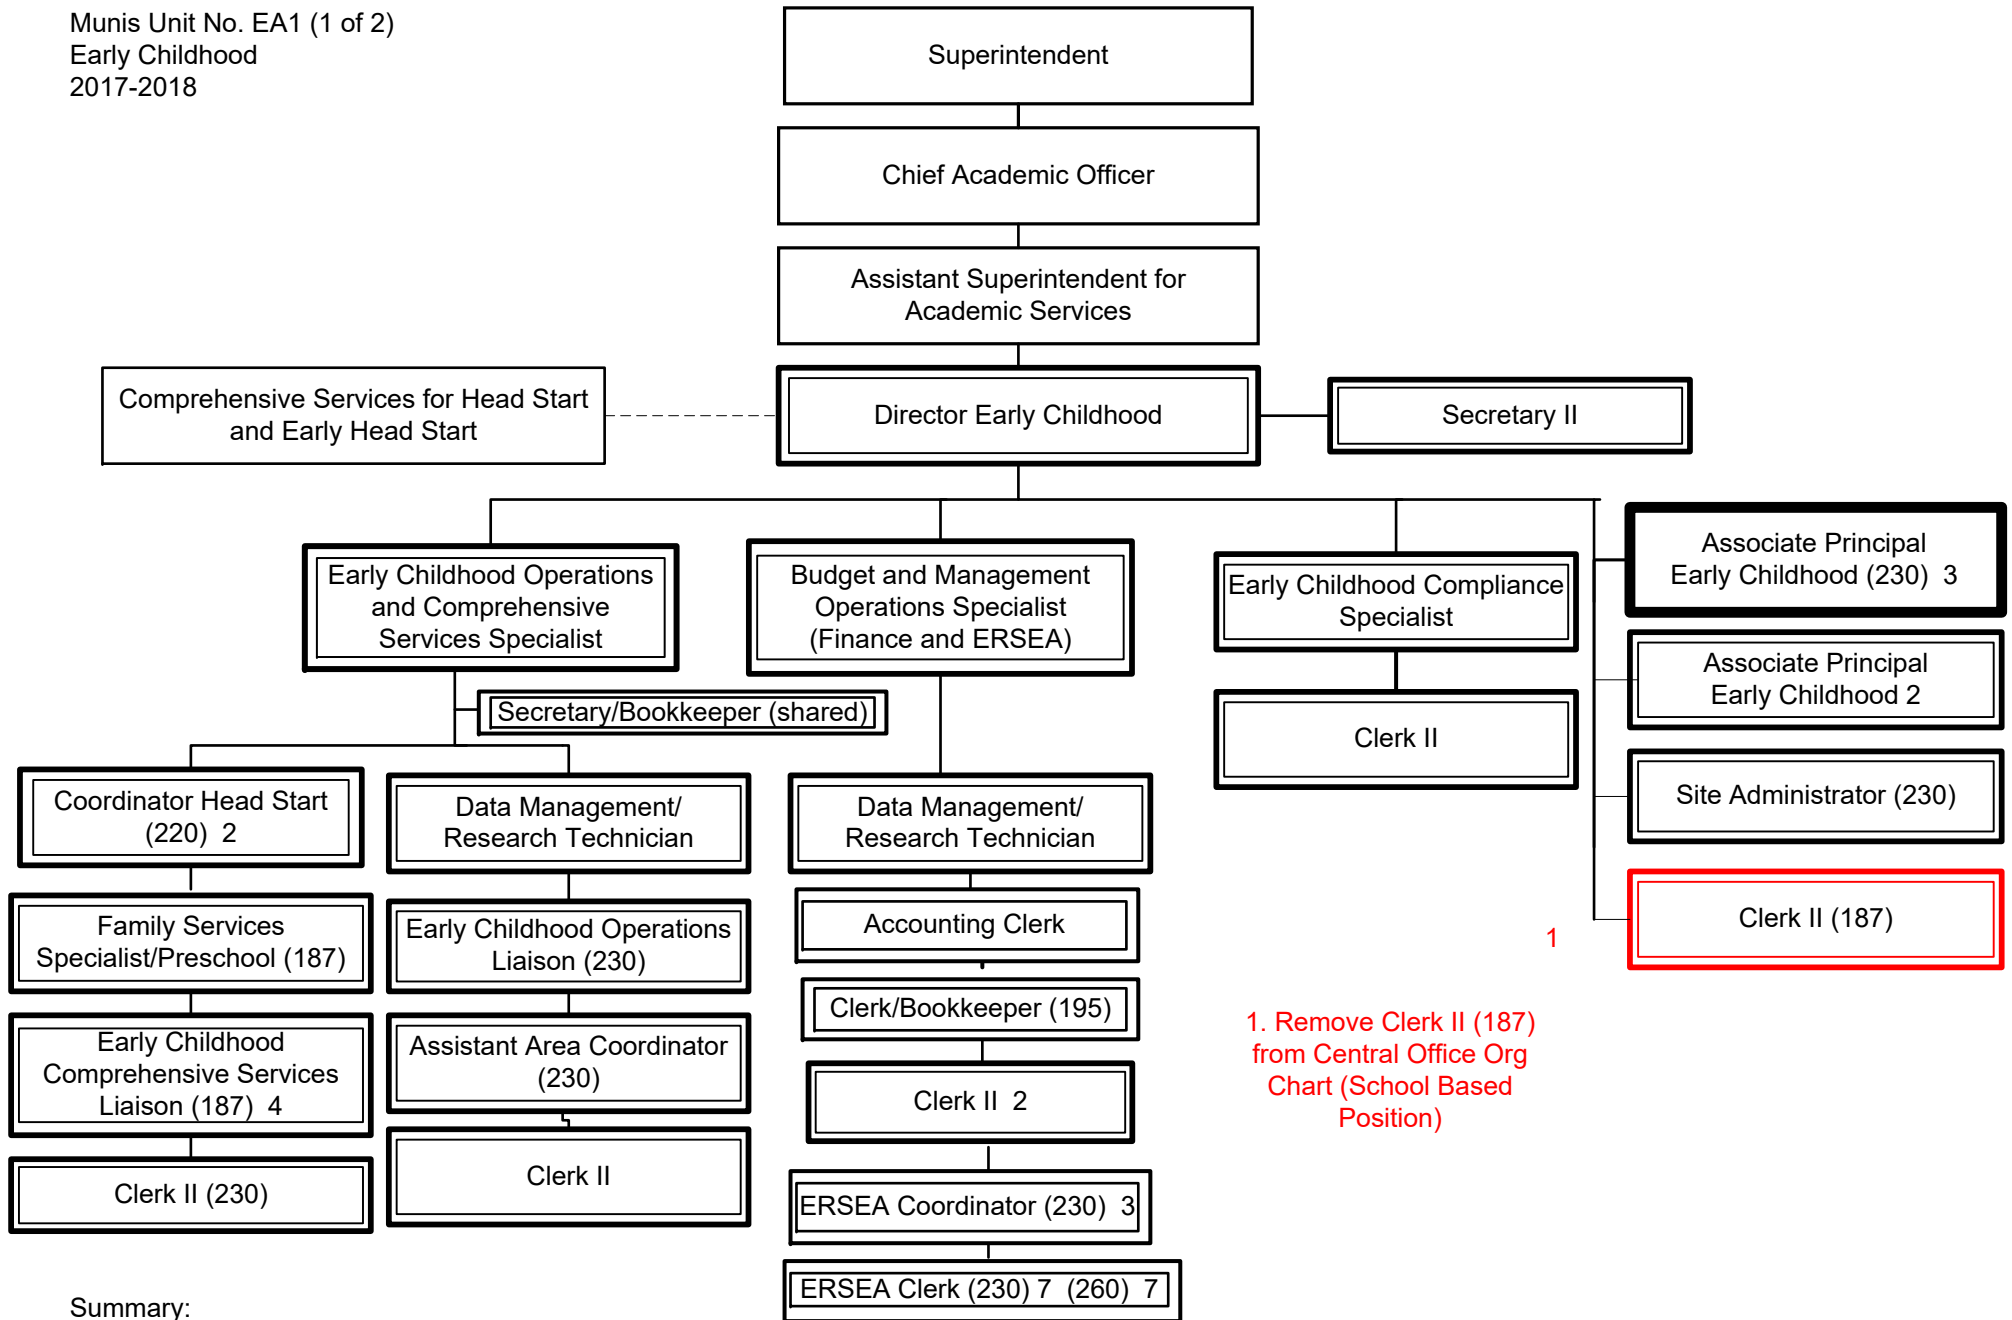 Munis Unit No. EA1 (1 of 2)
Early Childhood
2017-2018
Superintendent
Chief Academic Officer
Assistant Superintendent for
Academic Services
Comprehensive Services for Head Start
and Early Head Start
Director Early Childhood
Secretary II
Early Childhood Operations
and Comprehensive
Services Specialist
Budget and Management
Operations Specialist
(Finance and ERSEA)
Early Childhood Compliance
Specialist
Associate Principal
Early Childhood (230)  3
Associate Principal
Early Childhood 2
Secretary/Bookkeeper (shared)
Clerk II
Site Administrator (230)
Coordinator Head Start
(220)  2
Data Management/
Research Technician
Data Management/
Research Technician
Clerk II (187)
1
Family Services
Specialist/Preschool (187)
Early Childhood Operations
Liaison (230)
Accounting Clerk
Clerk/Bookkeeper (195)
1. Remove Clerk II (187)
from Central Office Org
Chart (School Based
Position)
Early Childhood
Comprehensive Services
Liaison (187)  4
Assistant Area Coordinator
(230)
Clerk II  2
Clerk II (230)
Clerk II
ERSEA Coordinator (230)  3
ERSEA Clerk (230) 7  (260)  7
Summary: